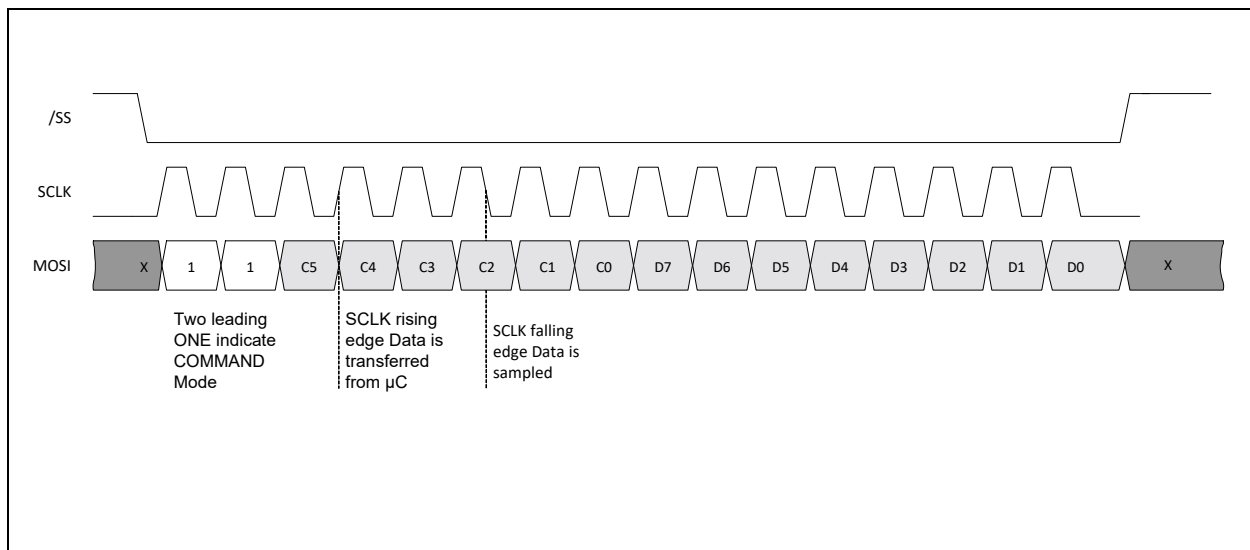 /SS
SCLK
MOSI
X 1 1 C5 C4 C3 C2 C1 C0 D7 D6 D5 D4 D3 D2 D1 D0 X
Two leading
ONE indicate
COMMAND
Mode
SCLK rising
edge Data is
transferred
from µC
SCLK falling
edge Data is
sampled